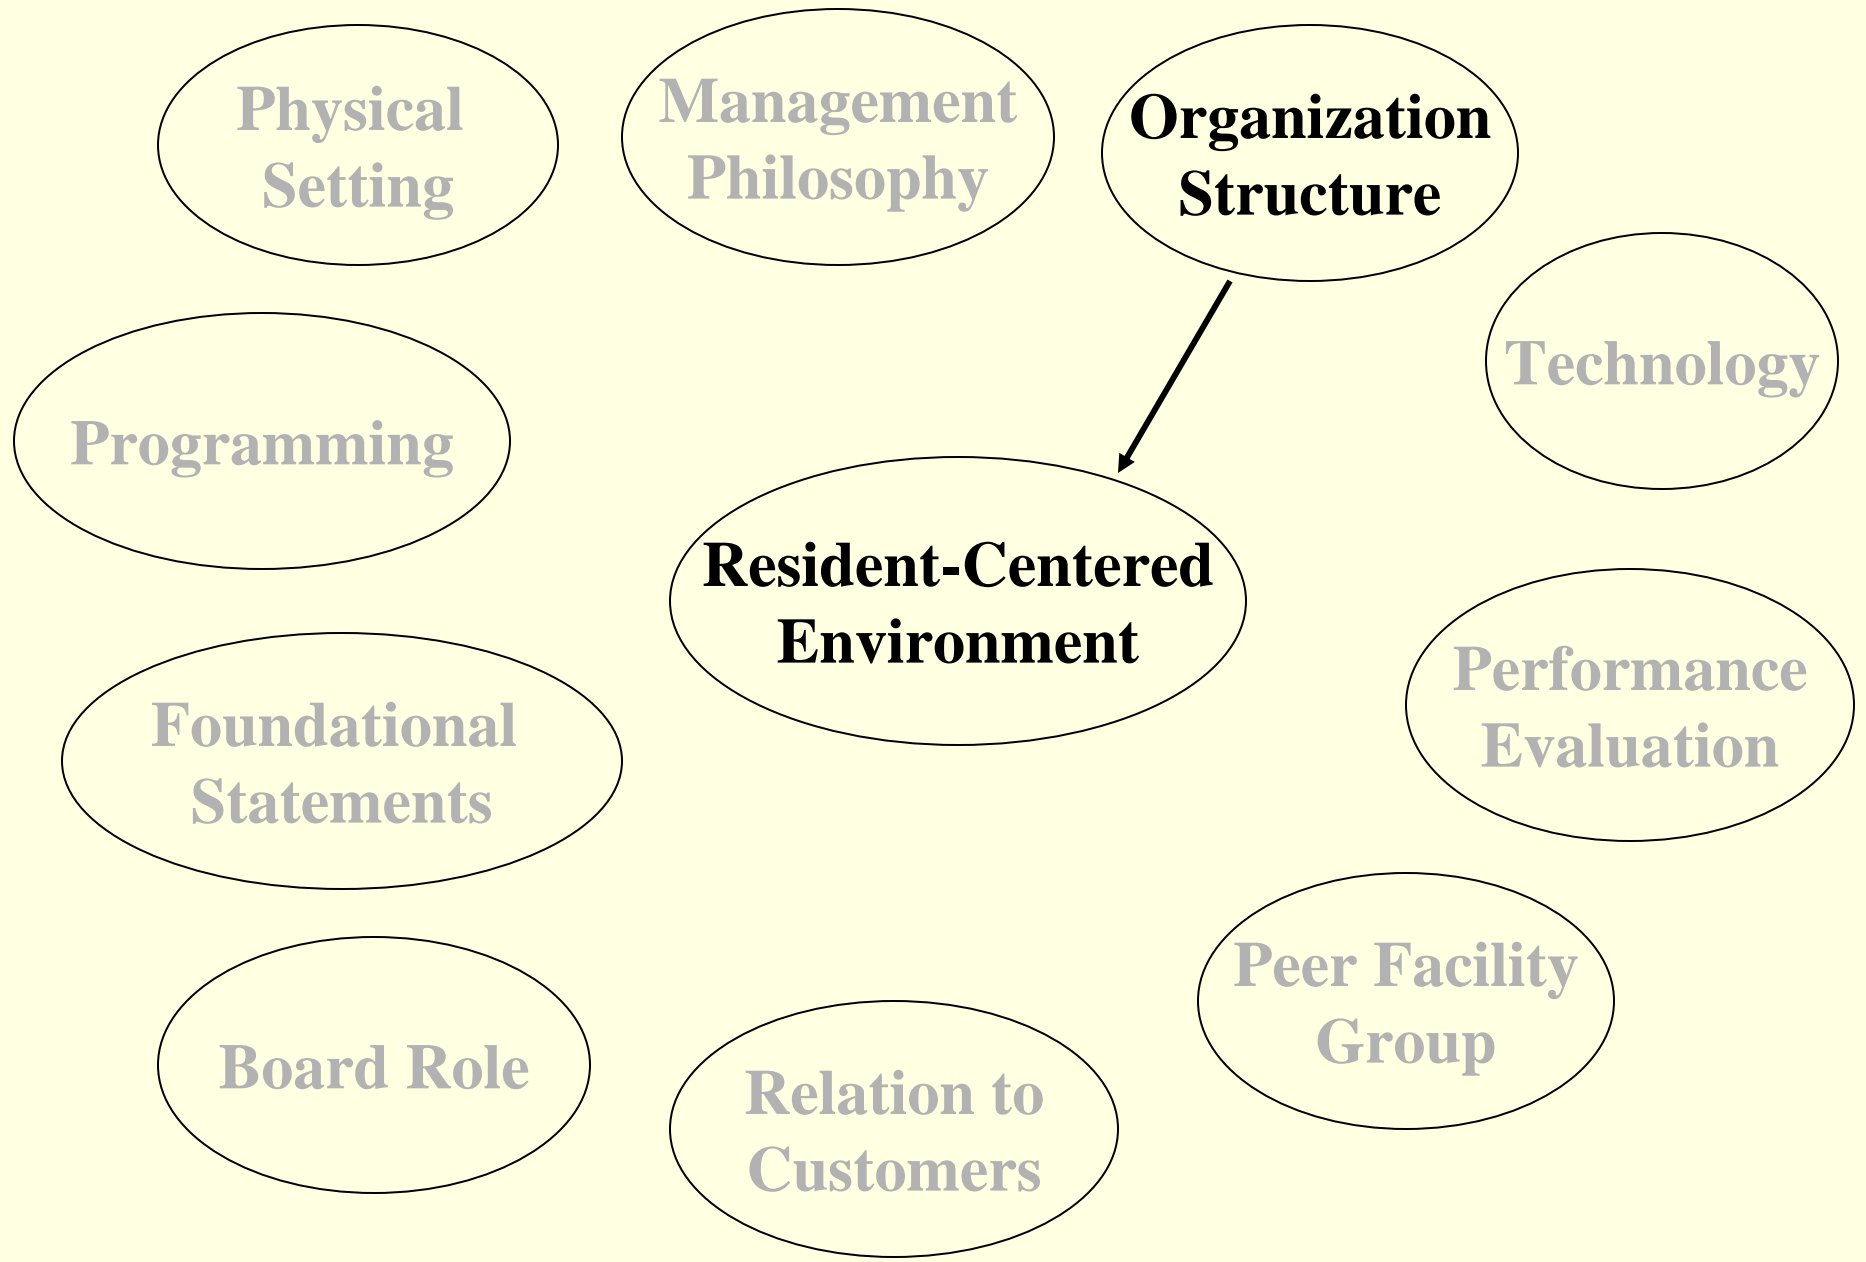 Physical
Setting
Management
Philosophy
Organization
Structure
Technology
Programming
Resident-Centered
Environment
Performance
Evaluation
Foundational
Statements
Peer Facility
Group
Board Role
Relation to
Customers